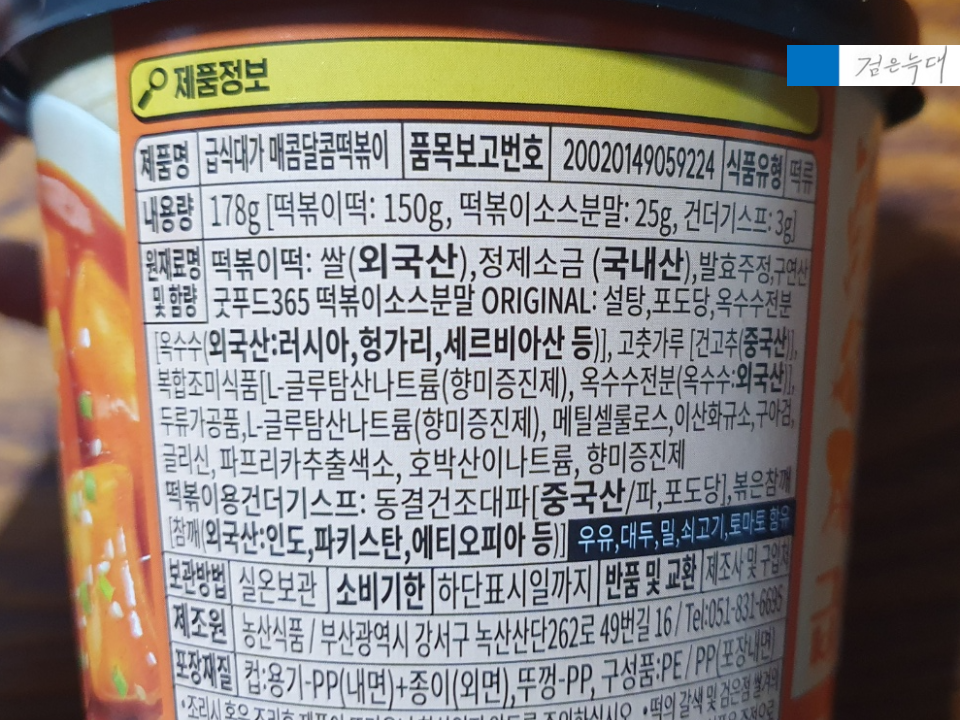 검은늑대
제품정보
제품명 급식대가 매콤달콤떡볶이 품목보고번호 20020149059224 식품유형 떡류
내용량 178g [떡볶이떡: 150g, 떡볶이소스분말: 25g, 건더기스프: 3g]
원재료명 및 함량 떡볶이떡: 쌀(외국산),정제소금 (국내산),발효주정,구연산
굿푸드365 떡볶이소스분말 ORIGINAL: 설탕,포도당,옥수수전분
[옥수수(외국산:러시아,헝가리,세르비아산 등)], 고춧가루 [건고추(중국산)],
복합조미식품[L-글루탐산나트륨(향미증진제), 옥수수전분(옥수수:외국산)],
두류가공품,L-글루탐산나트륨(향미증진제), 메틸셀룰로스,이산화규소,구아검,
글리신, 파프리카추출색소, 호박산이나트륨, 향미증진제
떡볶이용건더기스프: 동결건조대파[중국산/파,포도당],볶은참깨
[참깨(외국산:인도,파키스탄,에티오피아 등)] 우유,대두,밀,쇠고기,토마토 함유
보관방법 실온보관 소비기한 하단표시일까지 반품 및 교환 제조사 및 구입처
제조원 농산식품 / 부산광역시 강서구 녹산산단262로 49번길 16 / Tel:051-831-6695
포장재질 컵:용기-PP(내면)+종이(외면),뚜껑-PP, 구성품:PE / PP(포장내면)